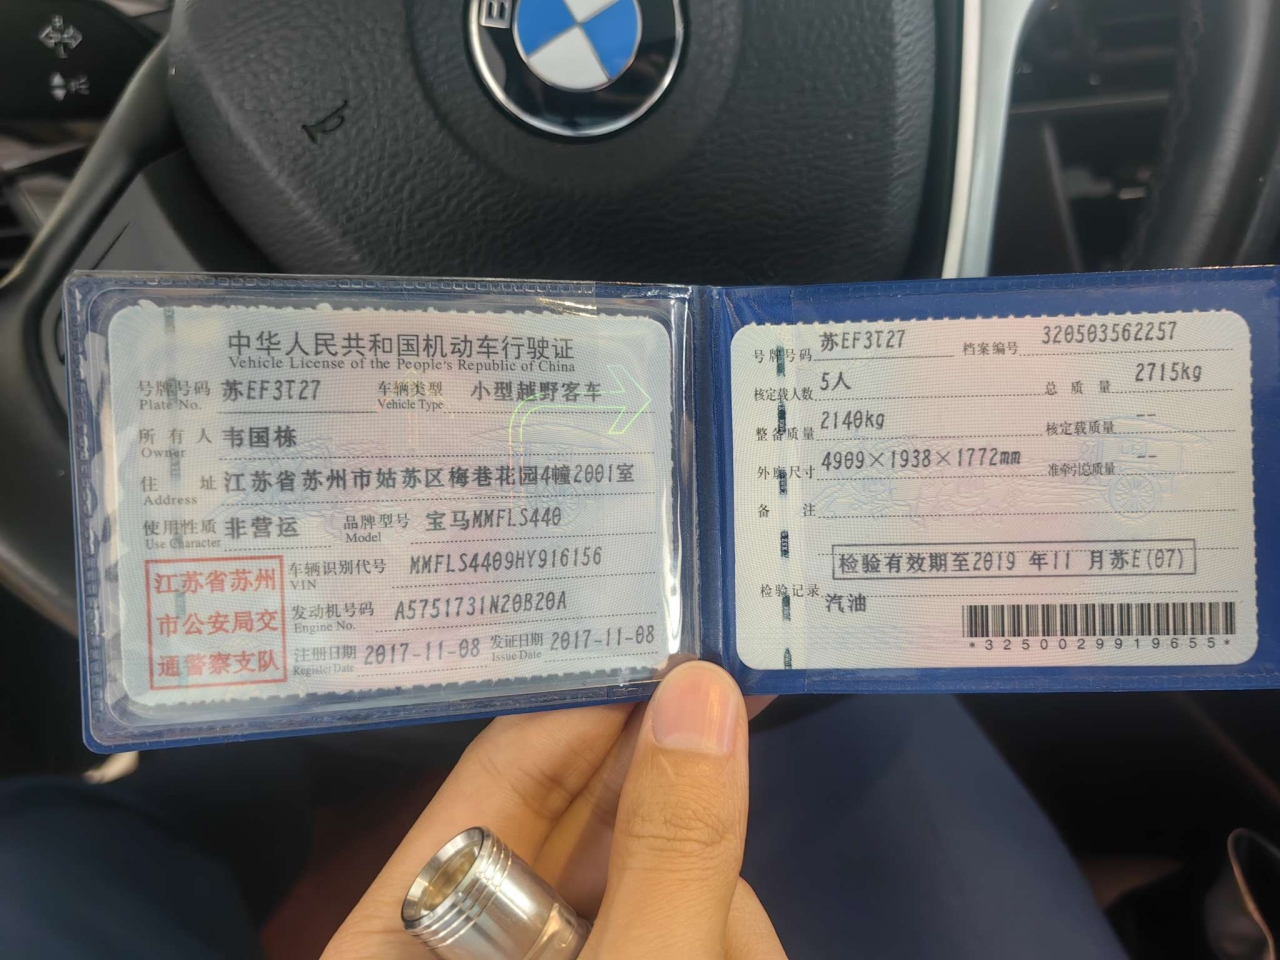 B
中华人民共和国机动车行驶证
Vehicle License of the People's Republic of China
号牌号码 苏EF3T27 车辆类型 小型越野客车
Plate No. Vehicle Type
所有人 韦国栋
Owner
住址 江苏省苏州市姑苏区梅巷花园4幢2001室
Address
使用性质 非营运 品牌型号 宝马MMFLS440
Use Character Model
江苏省苏州
市公安局交
通警察支队
车辆识别代号 MMFLS4409HY916156
VIN
发动机号码 A5751731N20B20A
Engine No.
注册日期 2017-11-08 发证日期 2017-11-08
Register Date Issue Date
号牌号码 苏EF3T27 档案编号 320503562257
核定载人数 5人 总质量 2715kg
整备质量 2140kg 核定载质量 --
外廓尺寸 4909×1938×1772mm 准牵引总质量 --
备注
检验有效期至2019 年11 月苏E(07)
检验记录
汽油
*3250029919655*